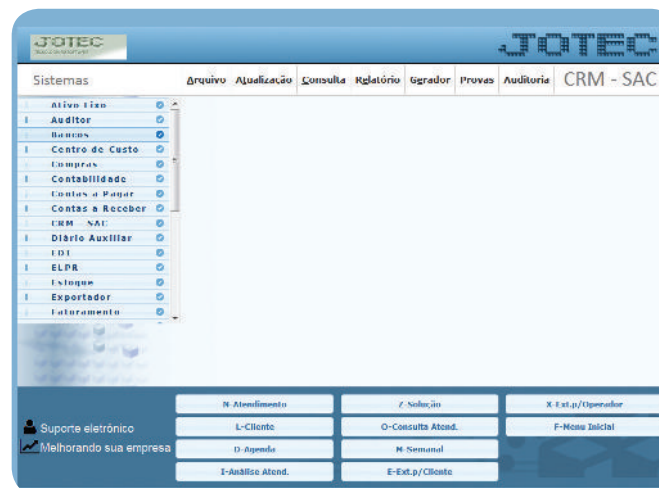 JOTEC
JOTEC
Sistemas
Arquivo Atualização Consulta Relatório Gerador Provas Auditoria CRM - SAC
Ativo Fixo
Auditor
Bancos
Centro de Custo
Compras
Contabilidade
Contas a Pagar
Contas a Receber
CRM - SAC
Diário Auxiliar
EDI
ELPR
Estoque
Exportador
Faturamento
N-Atendimento Z-Solução X-Ext.p/Operador
Suporte eletrônico L-Cliente O-Consulta Atend. F-Menu Inicial
Melhorando sua empresa D-Agenda M-Semanal
I-Análise Atend. E-Ext.p/Cliente